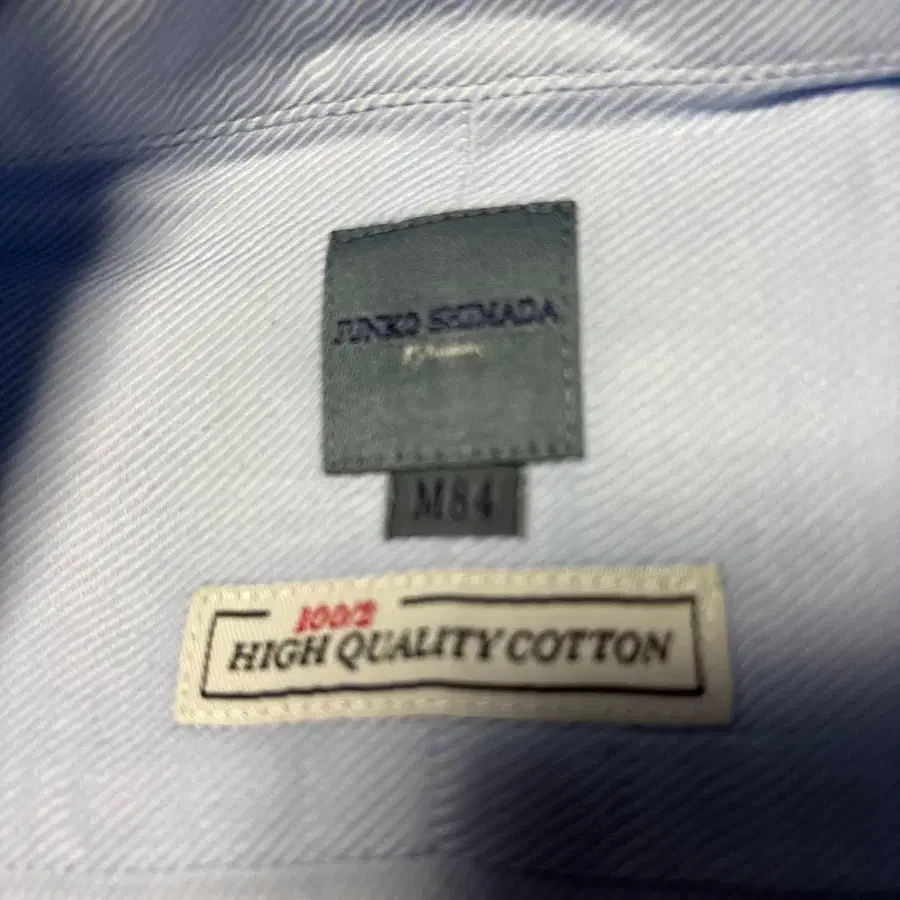 JUNKO SHIMADA
M84
100/2
HIGH QUALITY COTTON